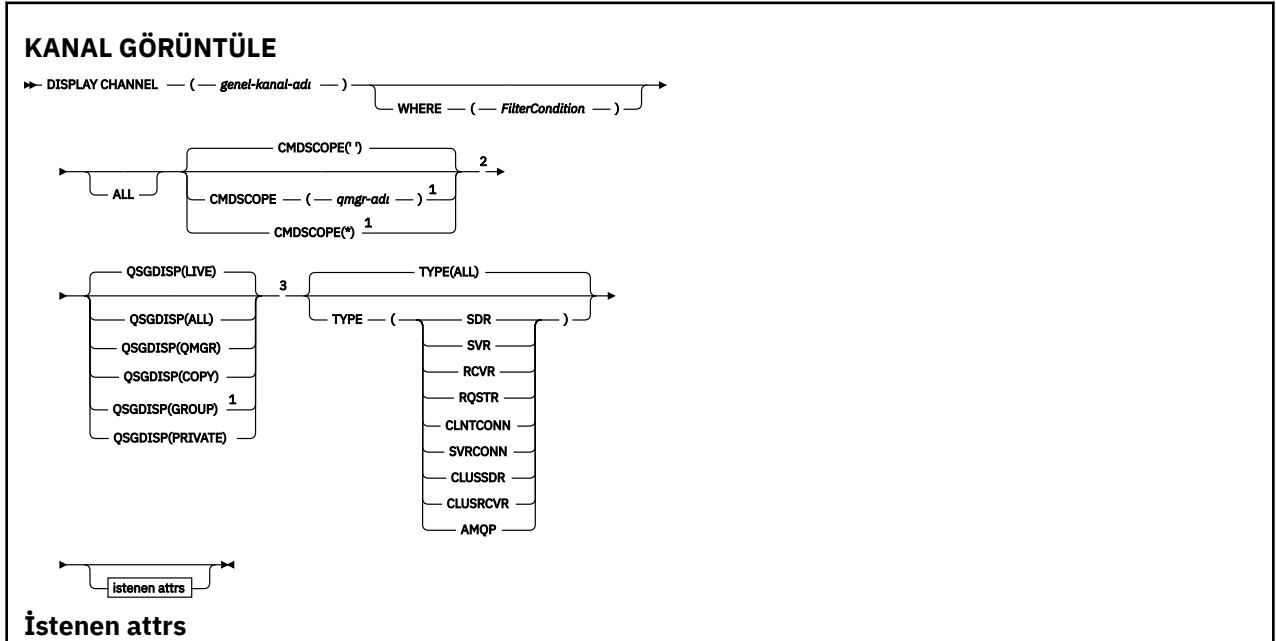 KANAL GÖRÜNTÜLE
DISPLAY CHANNEL ( genel-kanal-adı )
WHERE ( FilterCondition )
CMDSCOPE(' ')
2
ALL
CMDSCOPE ( qmgr-adı ) 1
CMDSCOPE(*) 1
QSGDISP(LIVE)
3
QSGDISP(ALL)
QSGDISP(QMGR)
QSGDISP(COPY)
QSGDISP(GROUP) 1
QSGDISP(PRIVATE)
TYPE(ALL)
TYPE ( SDR )
SVR
RCVR
RQSTR
CLNTCONN
SVRCONN
CLUSSDR
CLUSRCVR
AMQP
istenen attrs
İstenen attrs